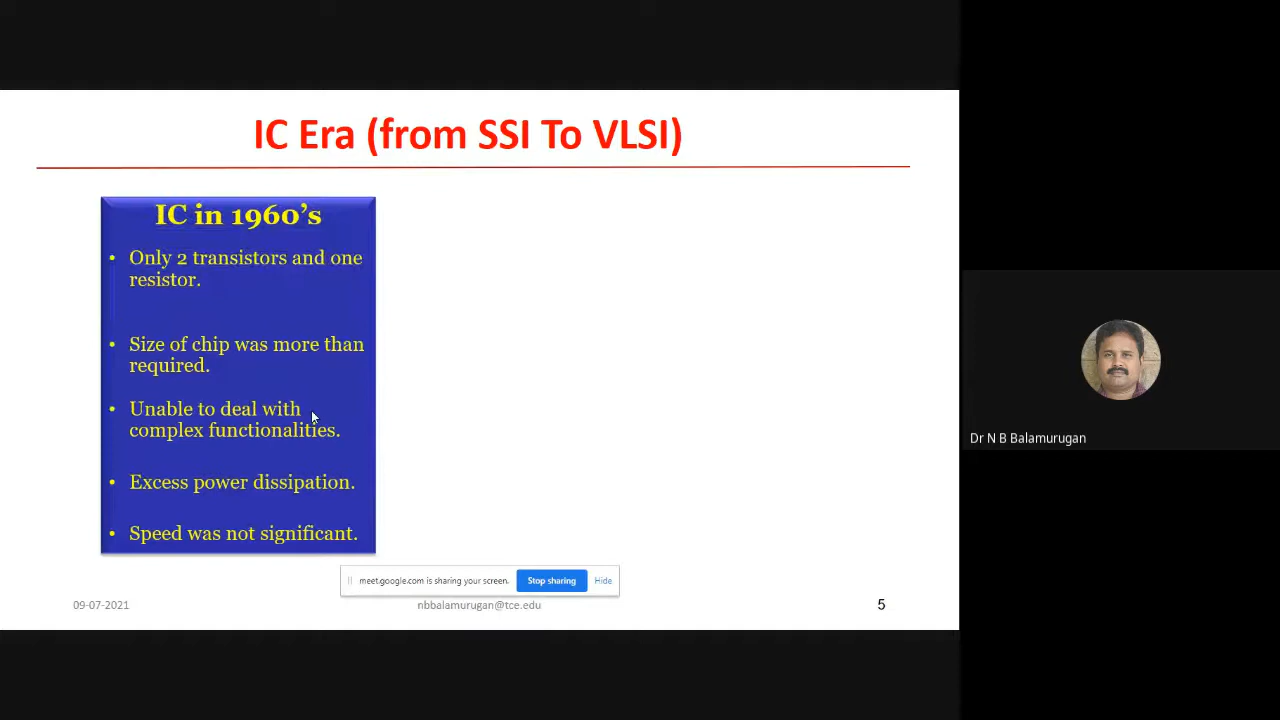 IC Era (from SSI To VLSI)
IC in 1960's
• Only 2 transistors and one
resistor.
• Size of chip was more than
required.
• Unable to deal with
complex functionalities.
• Excess power dissipation.
• Speed was not significant.
meet.google.com is sharing your screen. Stop sharing Hide
09-07-2021 nbbalamurugan@tce.edu 5
Dr N B Balamurugan